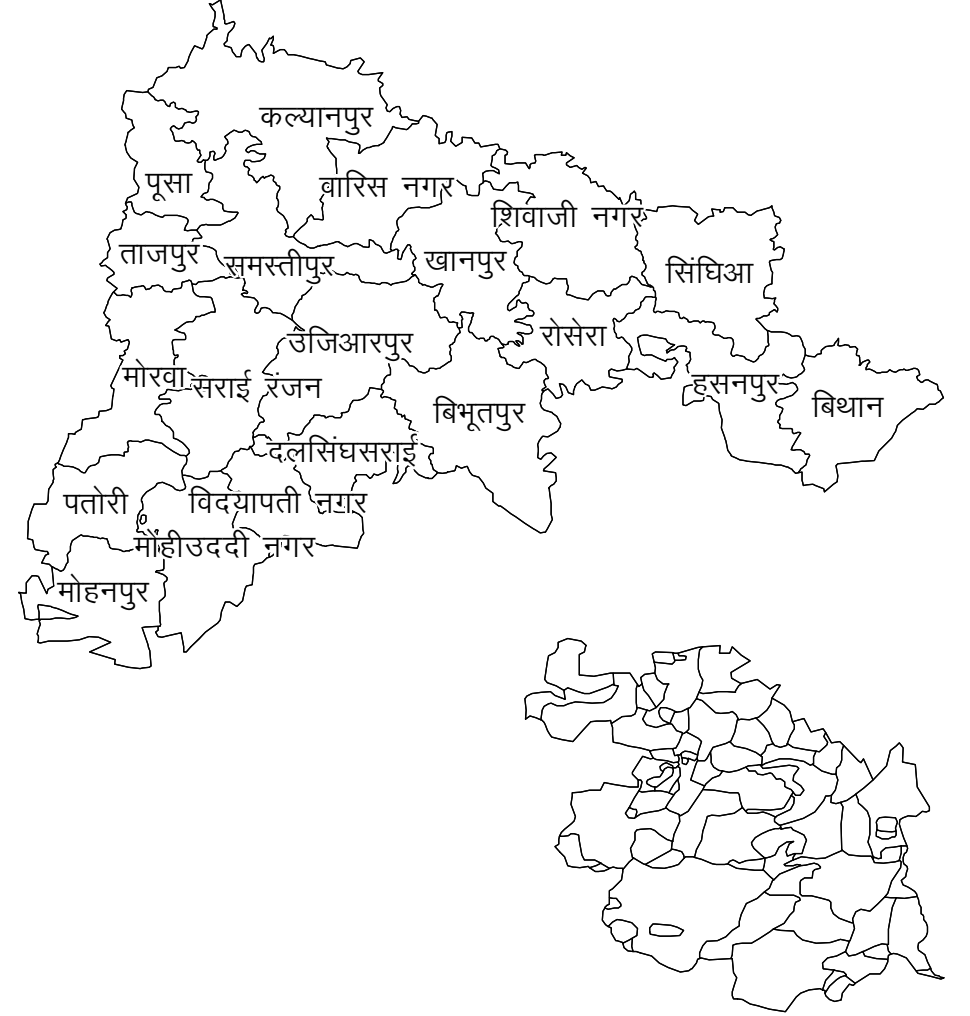 कल्यानपुर
पूसा
वारिस नगर
शिवाजी नगर
ताजपुर
समस्तीपुर
खानपुर
सिंघिआ
उजिआरपुर
रोसेरा
मोरवा
सराई रंजन
हसनपुर
बिभूतपुर
बिथान
दलसिंघसराई
पतोरी
विदयापती नगर
मोंहीउददी नगर
मोहनपुर